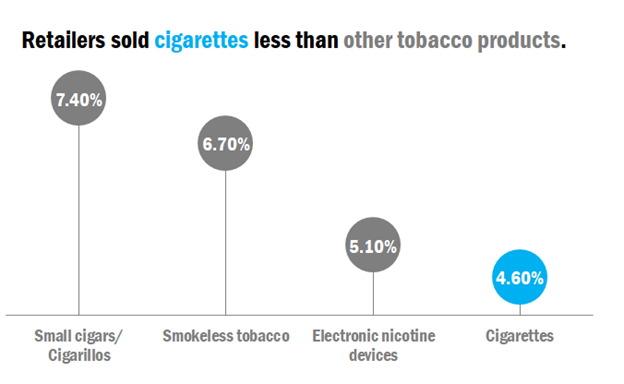 Retailers sold cigarettes less than other tobacco products.
7.40%
6.70%
5.10%
4.60%
Small cigars/
Cigarillos
Smokeless tobacco
Electronic nicotine
devices
Cigarettes